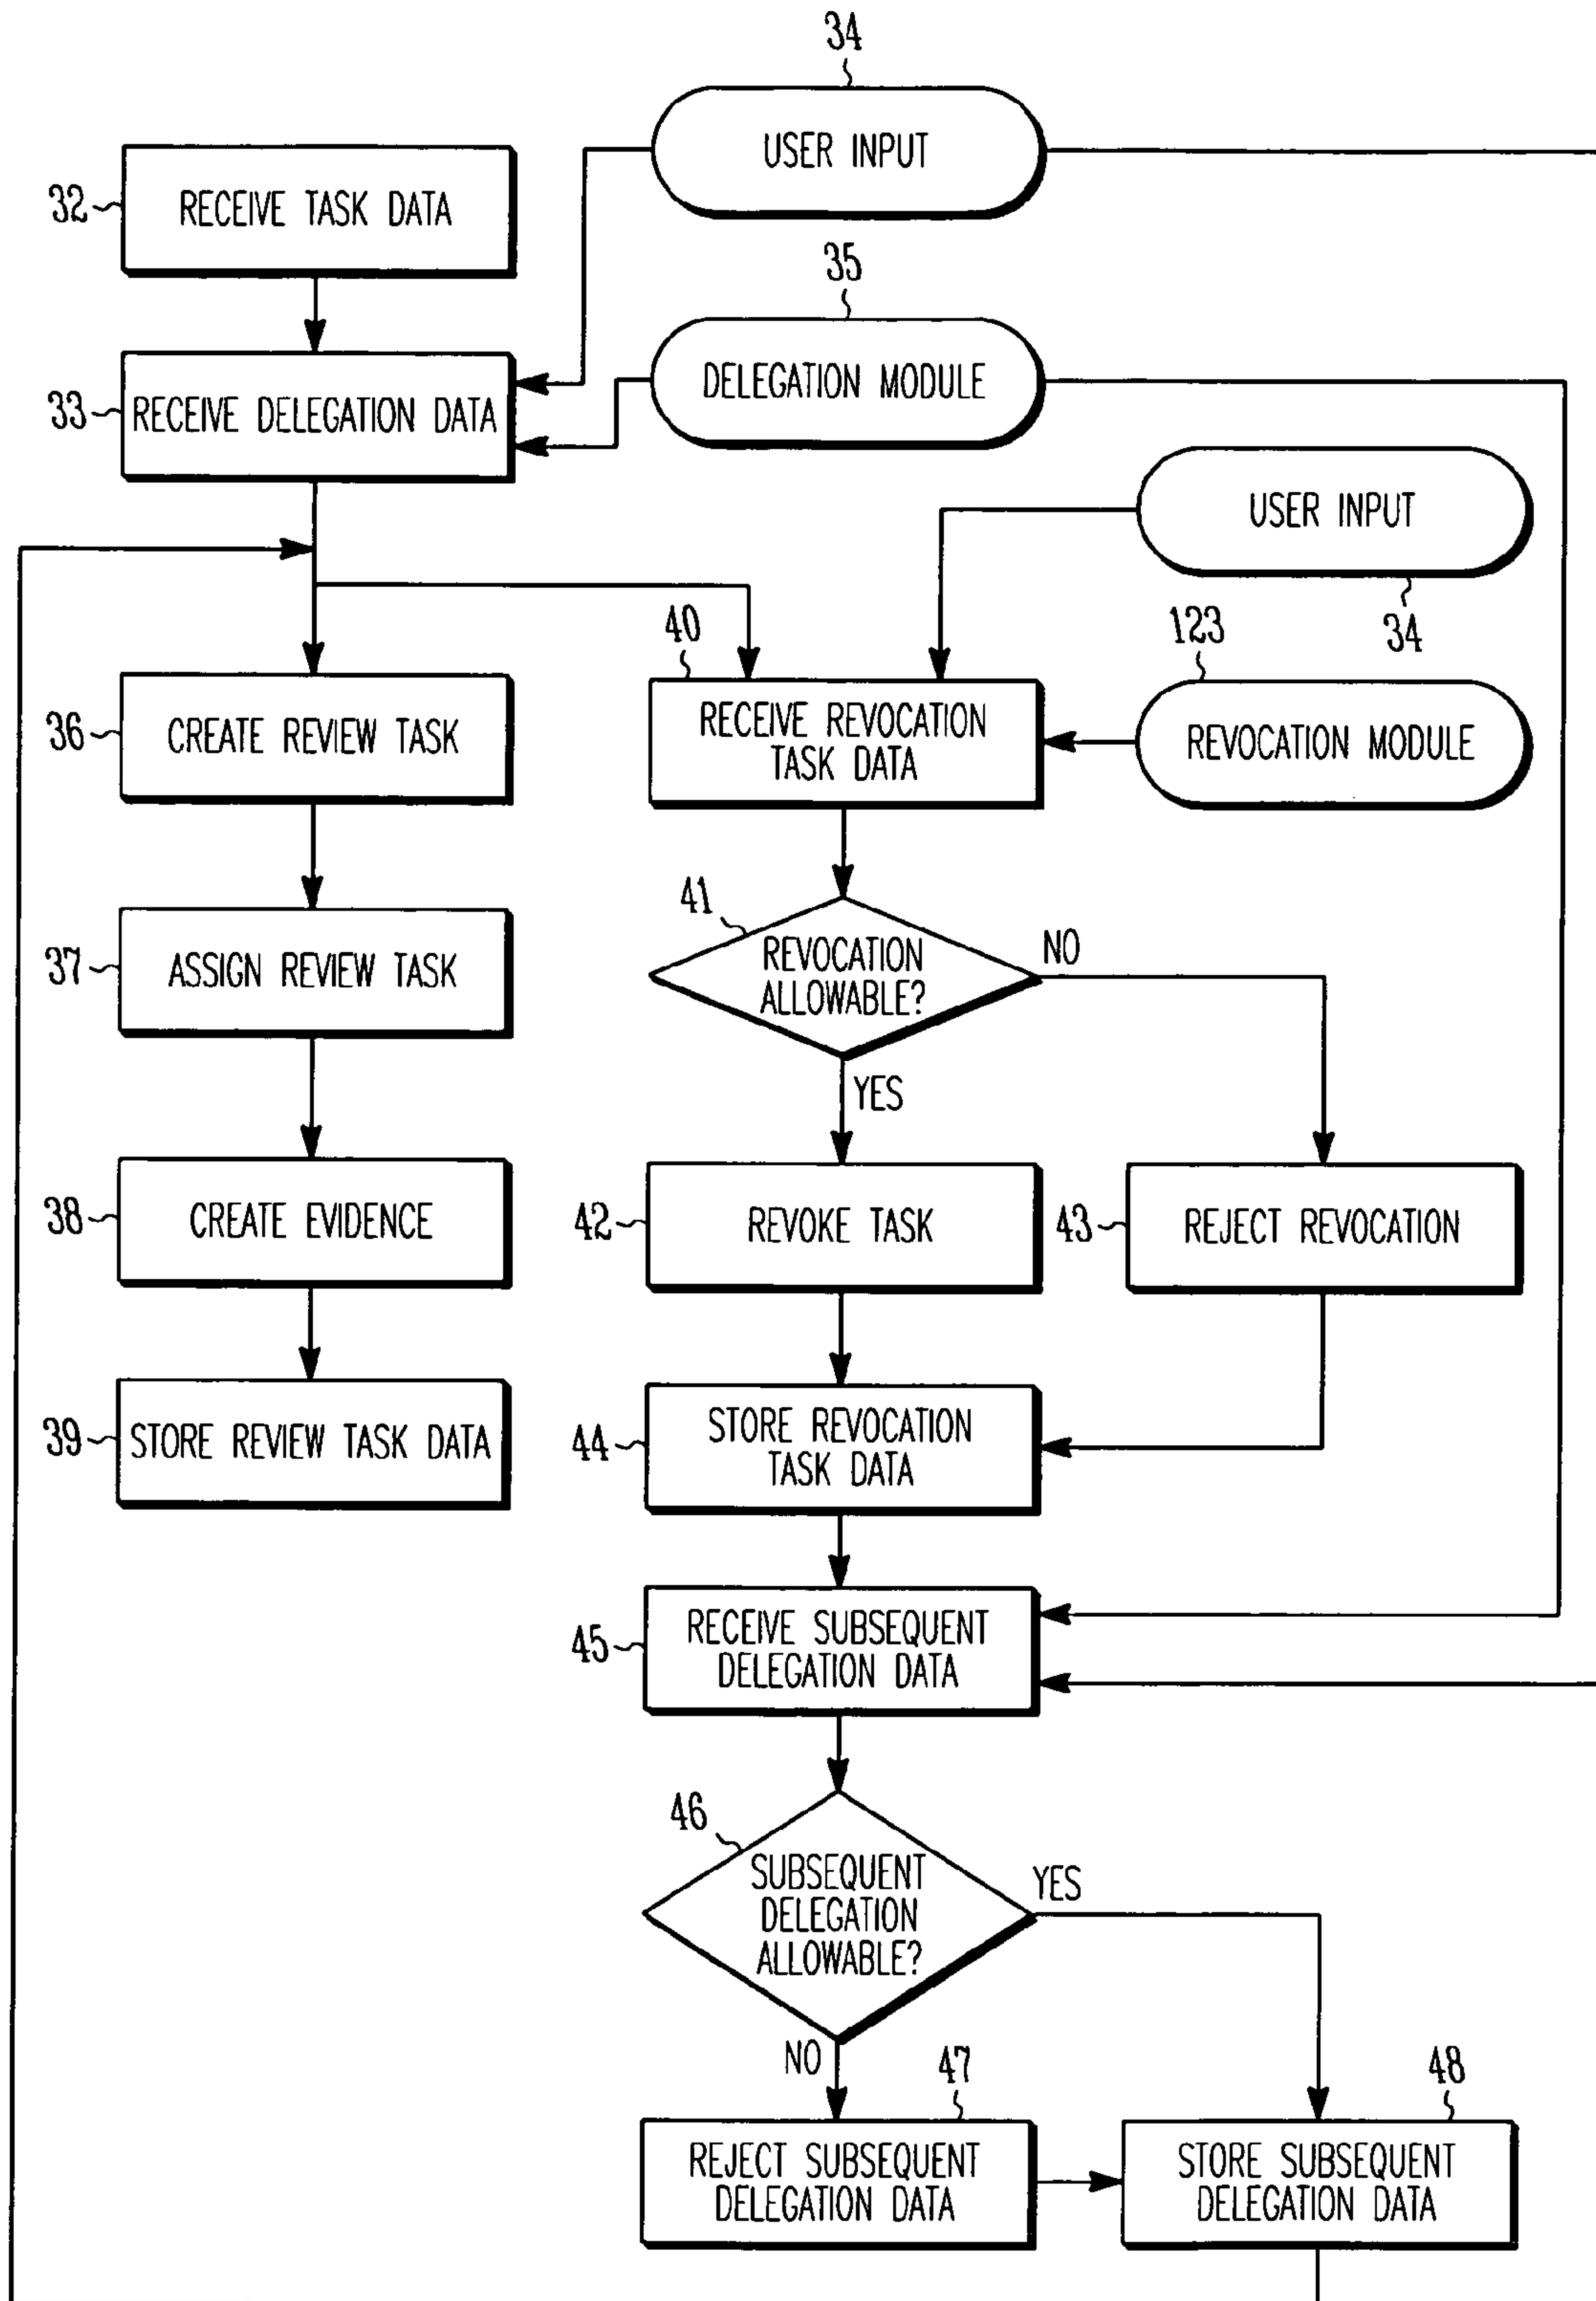 34
USER INPUT
32
RECEIVE TASK DATA
35
DELEGATION MODULE
33
RECEIVE DELEGATION DATA
USER INPUT
34
40
123
36
CREATE REVIEW TASK
RECEIVE REVOCATION
TASK DATA
REVOCATION MODULE
41
37
ASSIGN REVIEW TASK
REVOCATION
ALLOWABLE?
NO
YES
38
CREATE EVIDENCE
42
REVOKE TASK
43
REJECT REVOCATION
39
STORE REVIEW TASK DATA
44
STORE REVOCATION
TASK DATA
45
RECEIVE SUBSEQUENT
DELEGATION DATA
46
SUBSEQUENT
DELEGATION
ALLOWABLE?
YES
NO
47
48
REJECT SUBSEQUENT
DELEGATION DATA
STORE SUBSEQUENT
DELEGATION DATA